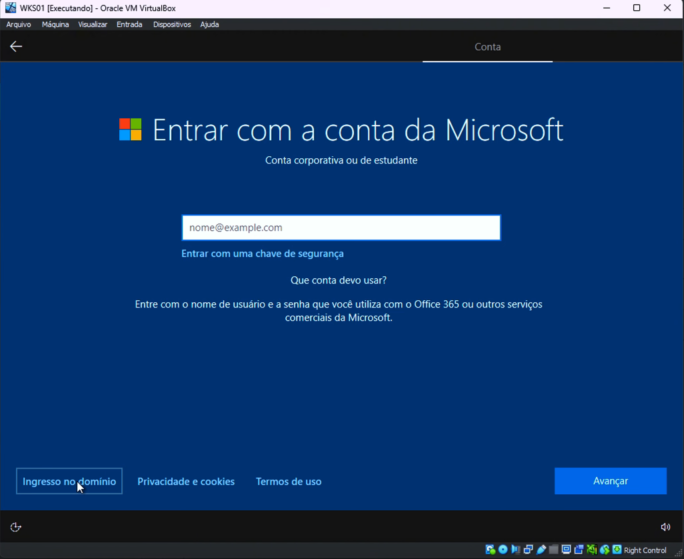 WKS01 [Executando] - Oracle VM VirtualBox
Arquivo Máquina Visualizar Entrada Dispositivos Ajuda
Conta
Entrar com a conta da Microsoft
Conta corporativa ou de estudante
nome@example.com
Entrar com uma chave de segurança
Que conta devo usar?
Entre com o nome de usuário e a senha que você utiliza com o Office 365 ou outros serviços
comerciais da Microsoft.
Ingresso no domínio Privacidade e cookies Termos de uso Avançar
Right Control